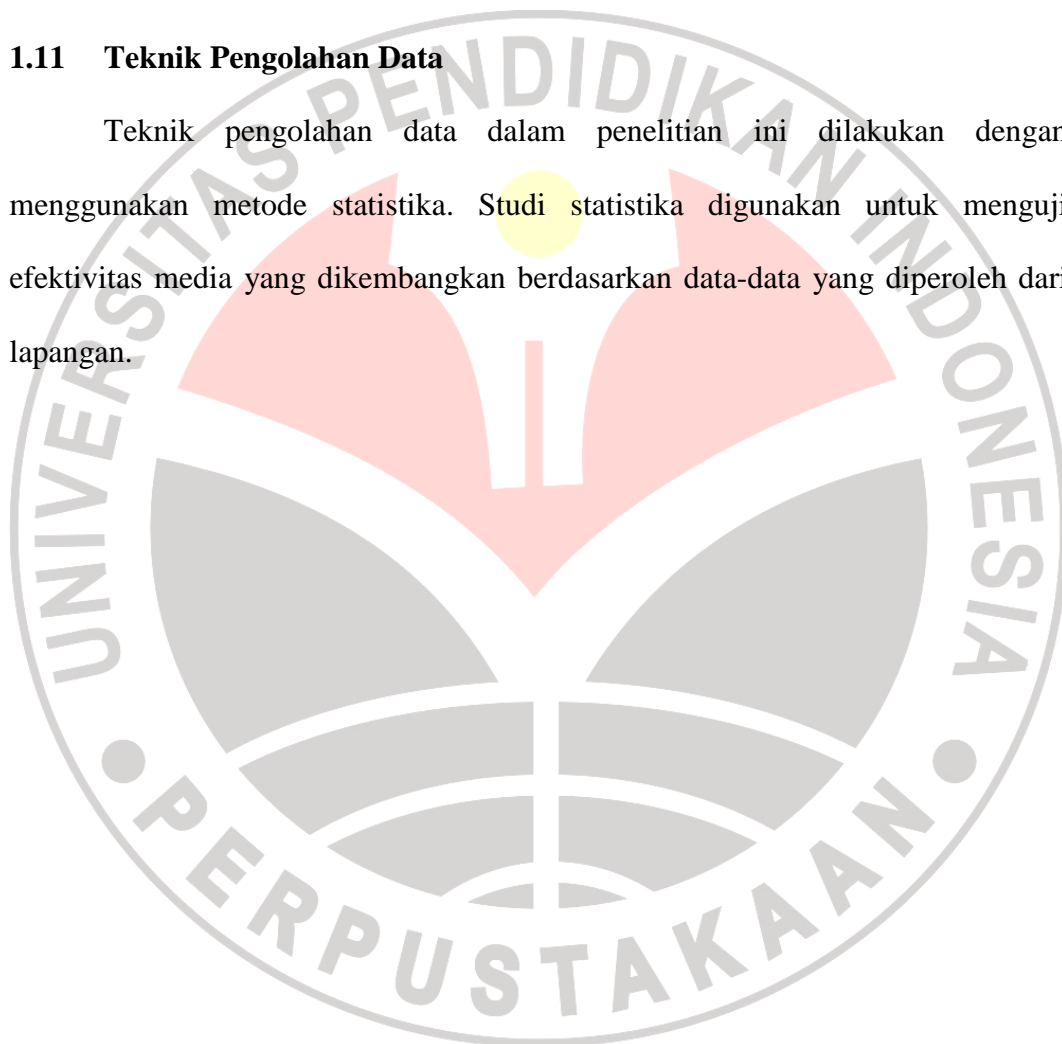 1.11 Teknik Pengolahan Data
Teknik pengolahan data dalam penelitian ini dilakukan dengan
menggunakan metode statistika. Studi statistika digunakan untuk menguji
efektivitas media yang dikembangkan berdasarkan data-data yang diperoleh dari
lapangan.
UNIVERSITAS PENDIDIKAN INDONESIA
PERPUSTAKAAN